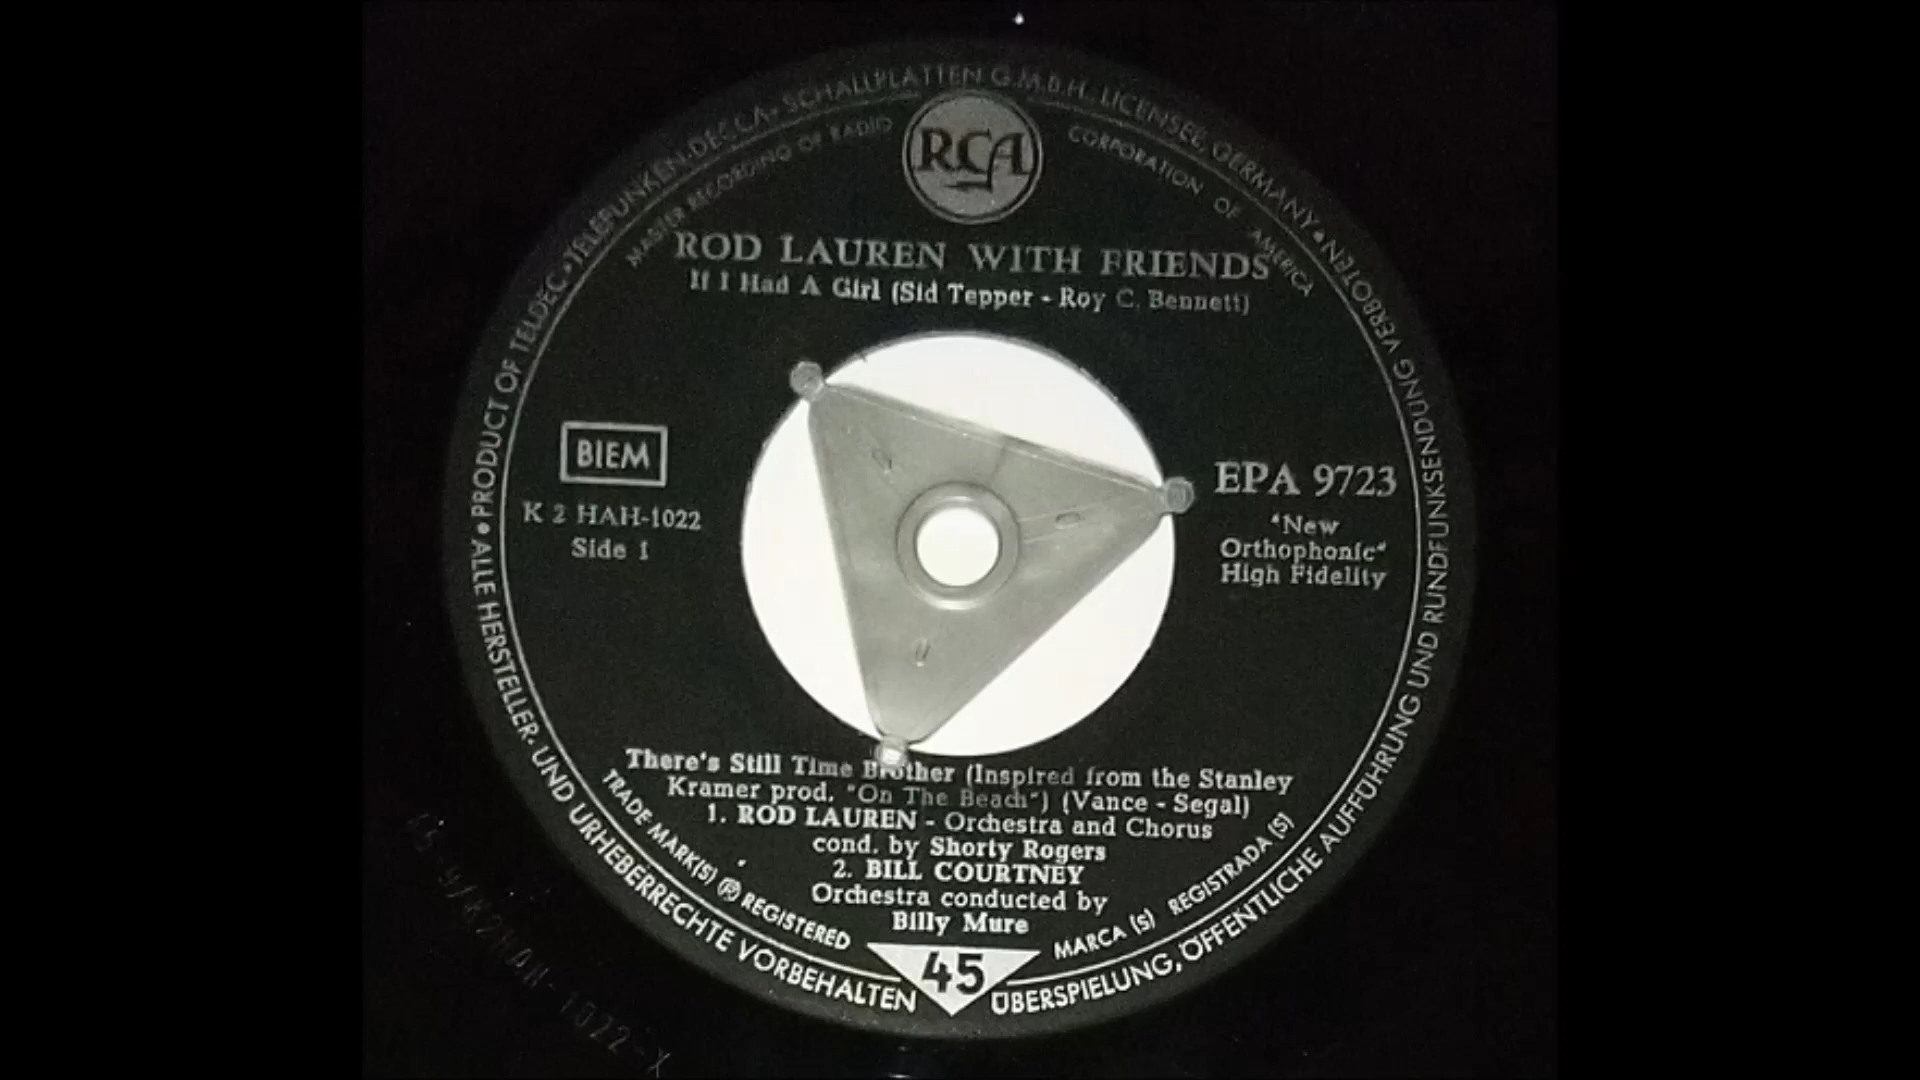 PRODUCT OF TELDEC • TELEFUNKEN-DECCA • SCHALLPLATTEN G.M.B.H. LICENSEE, GERMANY •
MASTER RECORDING OF RADIO CORPORATION OF AMERICA
RCA
ROD LAUREN WITH FRIENDS
If I Had A Girl (Sid Tepper - Roy C. Bennett)
BIEM
K 2 HAH-1022
Side 1
EPA 9723
"New
Orthophonic"
High Fidelity
There's Still Time Brother (Inspired from the Stanley
Kramer prod. "On The Beach") (Vance - Segal)
1. ROD LAUREN - Orchestra and Chorus
cond. by Shorty Rogers
2. BILL COURTNEY
Orchestra conducted by
Billy Mure
TRADE MARK(S) ® REGISTERED
MARCA (S) REGISTRADA (S)
45
• ALLE HERSTELLER- UND URHEBERRECHTE VORBEHALTEN
ÜBERSPIELUNG, ÖFFENTLICHE AUFFÜHRUNG UND RUNDFUNKSENDUNG VERBOTEN